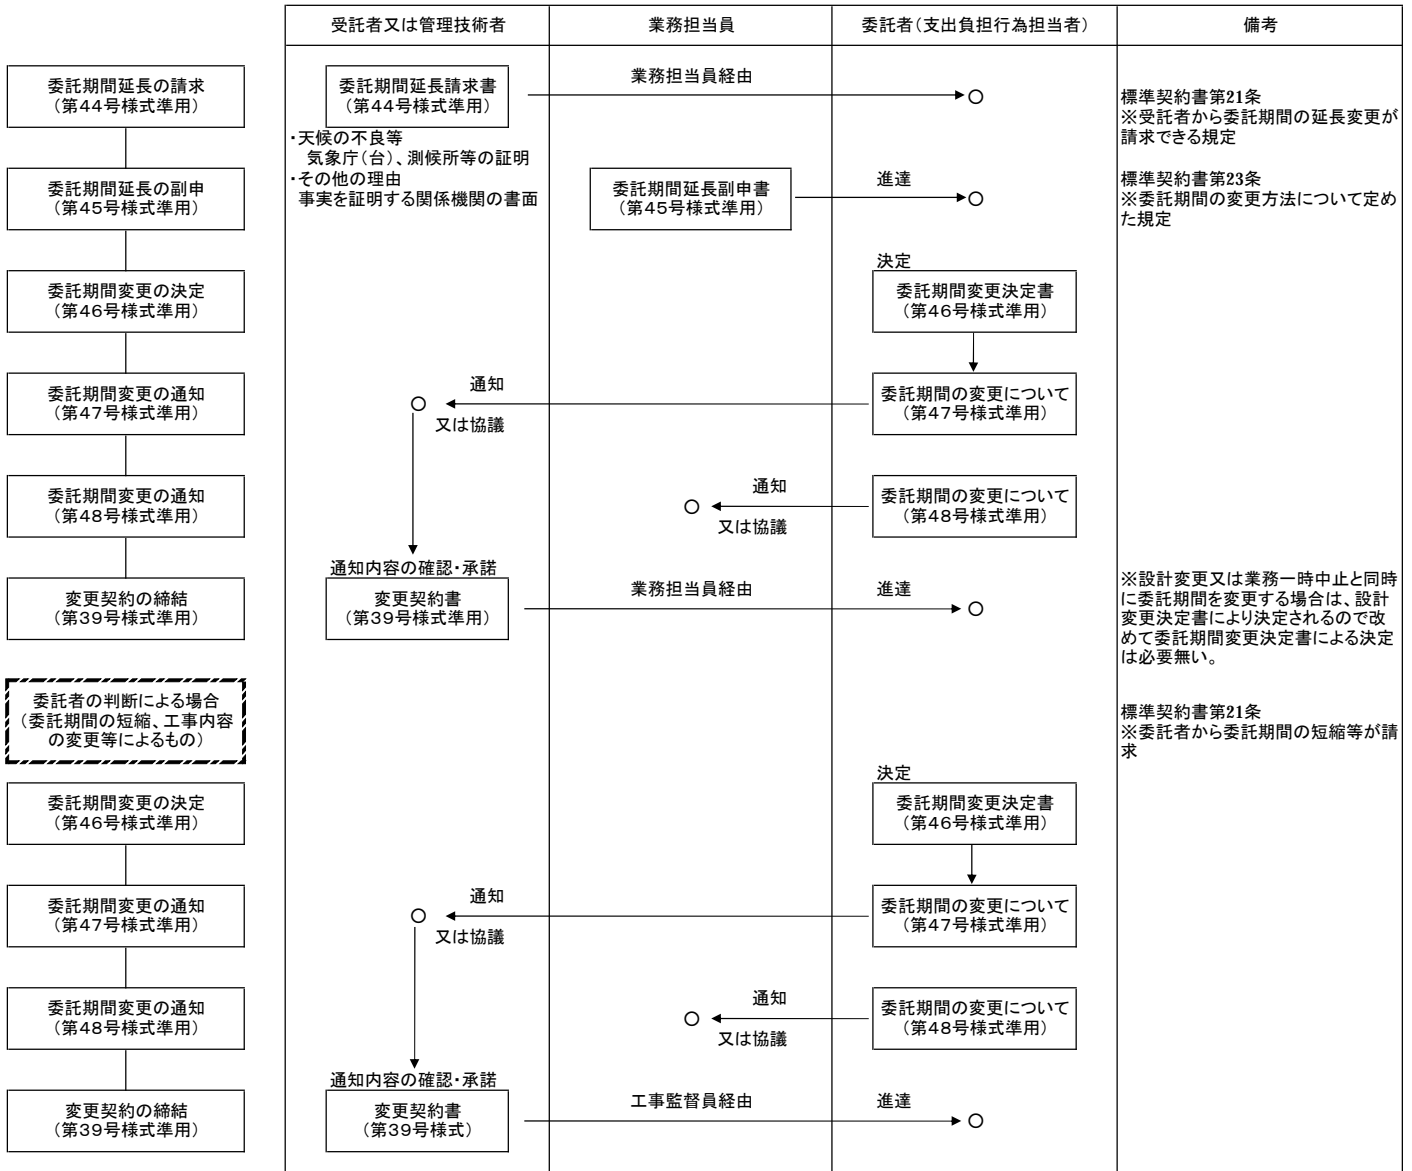 受託者又は管理技術者
業務担当員
委託者（支出負担行為担当者）
備考
委託期間延長の請求
（第44号様式準用）
委託期間延長請求書
（第44号様式準用）
業務担当員経由
○
標準契約書第21条
※受託者から委託期間の延長変更が
請求できる規定
・天候の不良等
気象庁（台）、測候所等の証明
・その他の理由
事実を証明する関係機関の書面
委託期間延長の副申
（第45号様式準用）
委託期間延長副申書
（第45号様式準用）
進達
○
標準契約書第23条
※委託期間の変更方法について定め
た規定
委託期間変更の決定
（第46号様式準用）
決定
委託期間変更決定書
（第46号様式準用）
委託期間変更の通知
（第47号様式準用）
○
通知
又は協議
委託期間の変更について
（第47号様式準用）
委託期間変更の通知
（第48号様式準用）
○
通知
又は協議
委託期間の変更について
（第48号様式準用）
変更契約の締結
（第39号様式準用）
通知内容の確認・承諾
変更契約書
（第39号様式準用）
業務担当員経由
進達
○
※設計変更又は業務一時中止と同時
に委託期間を変更する場合は、設計
変更決定書により決定されるので改
めて委託期間変更決定書による決定
は必要無い。
委託者の判断による場合
（委託期間の短縮、工事内容
の変更等によるもの）
標準契約書第21条
※委託者から委託期間の短縮等が請
求
委託期間変更の決定
（第46号様式準用）
決定
委託期間変更決定書
（第46号様式準用）
委託期間変更の通知
（第47号様式準用）
○
通知
又は協議
委託期間の変更について
（第47号様式準用）
委託期間変更の通知
（第48号様式準用）
○
通知
又は協議
委託期間の変更について
（第48号様式準用）
変更契約の締結
（第39号様式準用）
通知内容の確認・承諾
変更契約書
（第39号様式）
工事監督員経由
進達
○